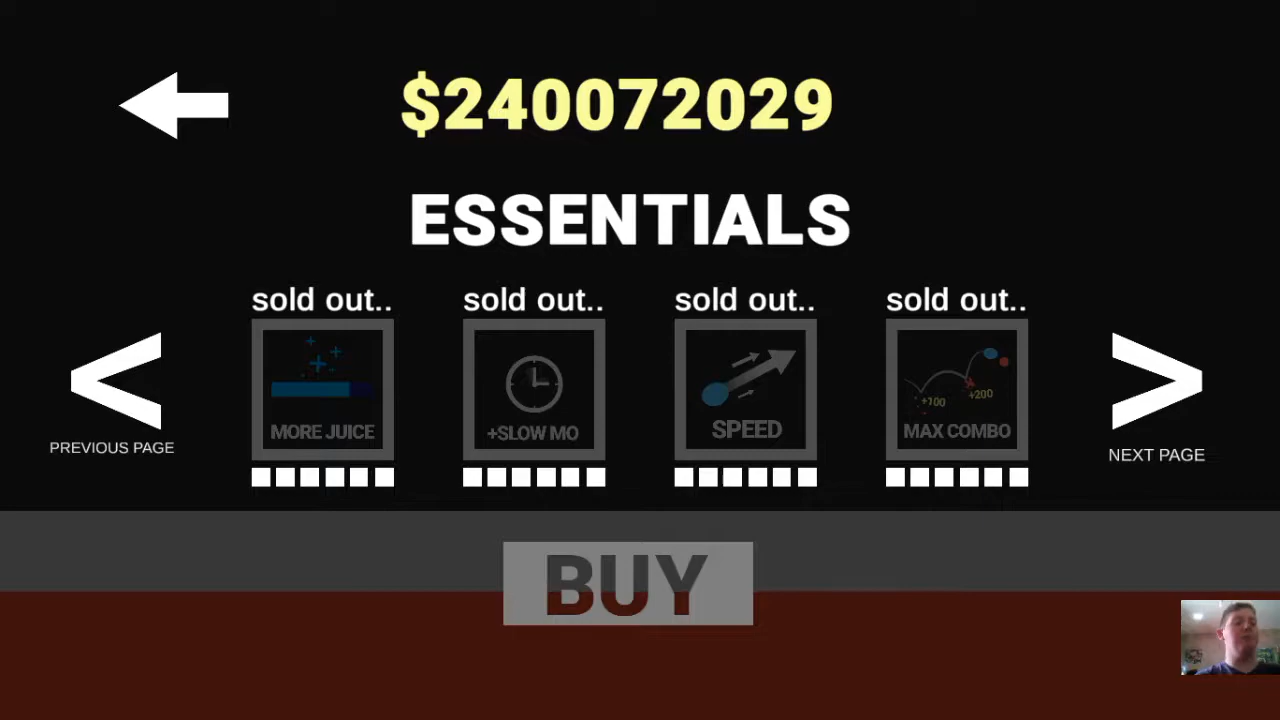 $240072029
ESSENTIALS
sold out.. sold out.. sold out.. sold out..
+100 +200
MORE JUICE +SLOW MO SPEED MAX COMBO
< >
PREVIOUS PAGE NEXT PAGE
BUY